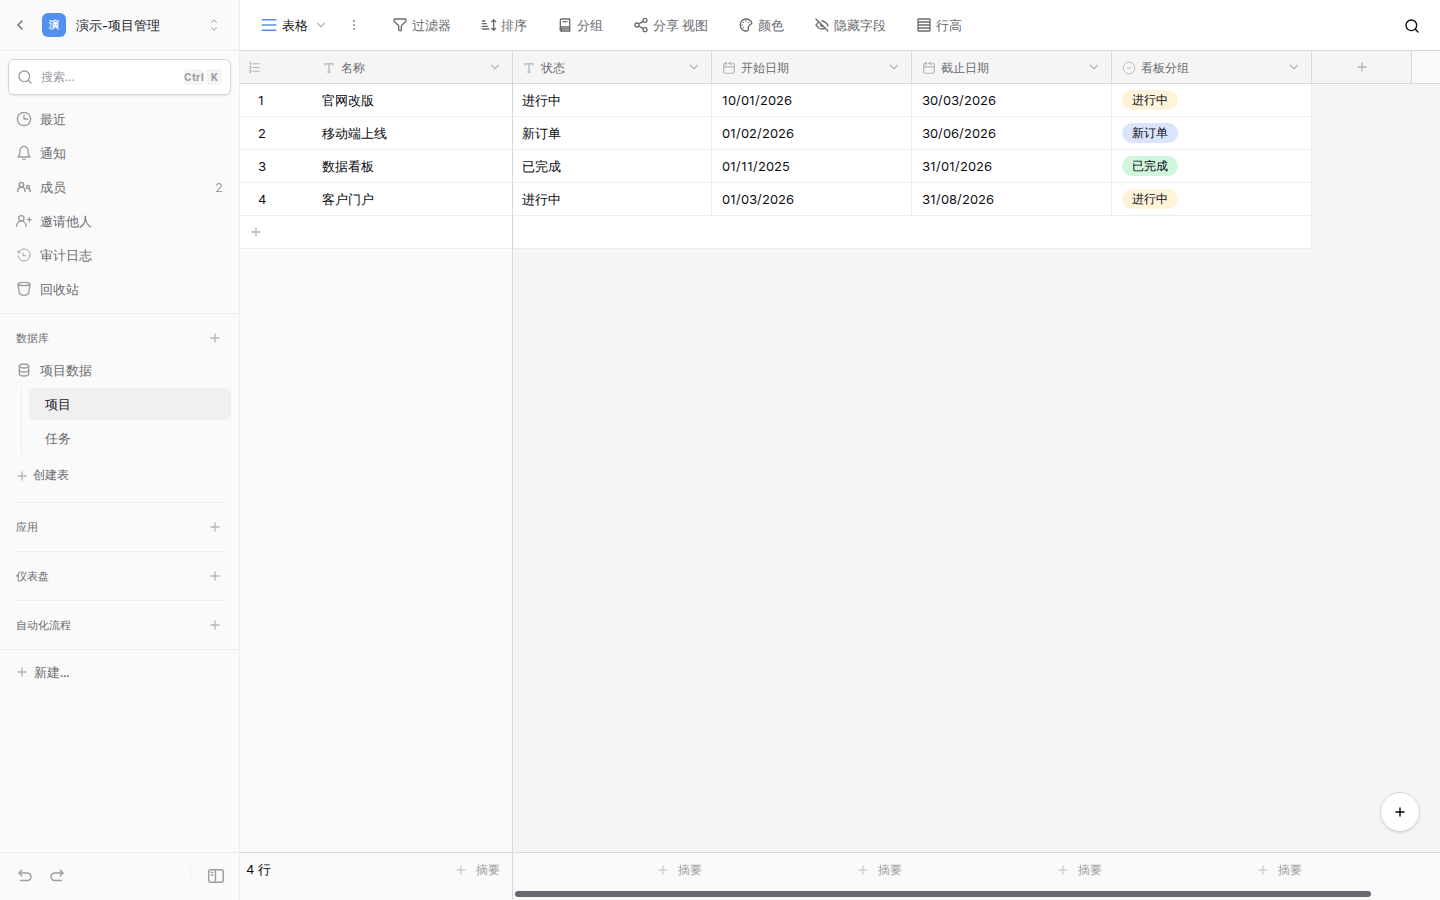 演 演示-项目管理
搜索... Ctrl K
最近
通知
成员 2
邀请他人
审计日志
回收站
数据库
项目数据
项目
任务
创建表
应用
仪表盘
自动化流程
新建...
表格 过滤器 排序 分组 分享 视图 颜色 隐藏字段 行高
名称 状态 开始日期 截止日期 看板分组
1 官网改版 进行中 10/01/2026 30/03/2026 进行中
2 移动端上线 新订单 01/02/2026 30/06/2026 新订单
3 数据看板 已完成 01/11/2025 31/01/2026 已完成
4 客户门户 进行中 01/03/2026 31/08/2026 进行中
4 行 摘要 摘要 摘要 摘要 摘要